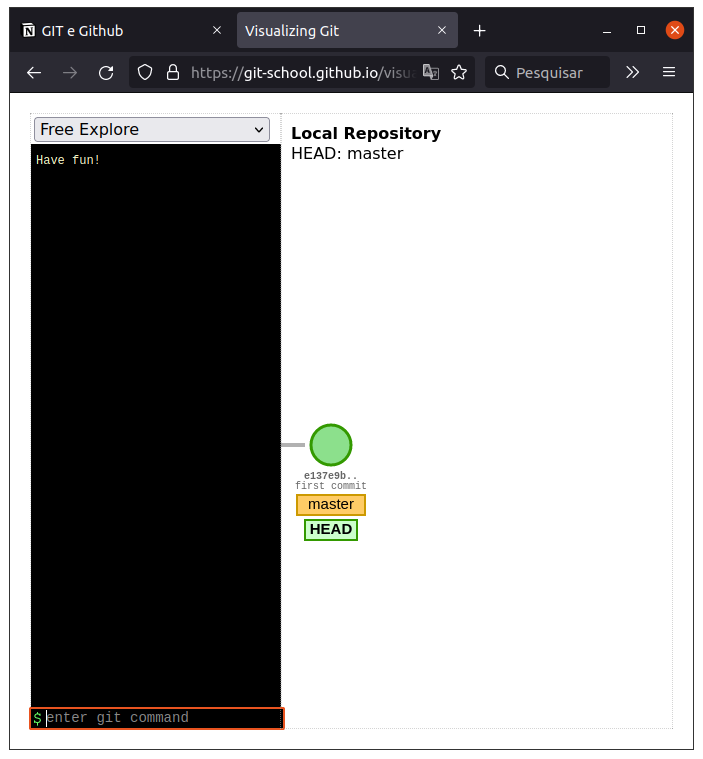 GIT e Github
Visualizing Git
https://git-school.github.io/visu
Pesquisar
Free Explore
Have fun!
$ enter git command
Local Repository
HEAD: master
e137e9b..
first commit
master
HEAD